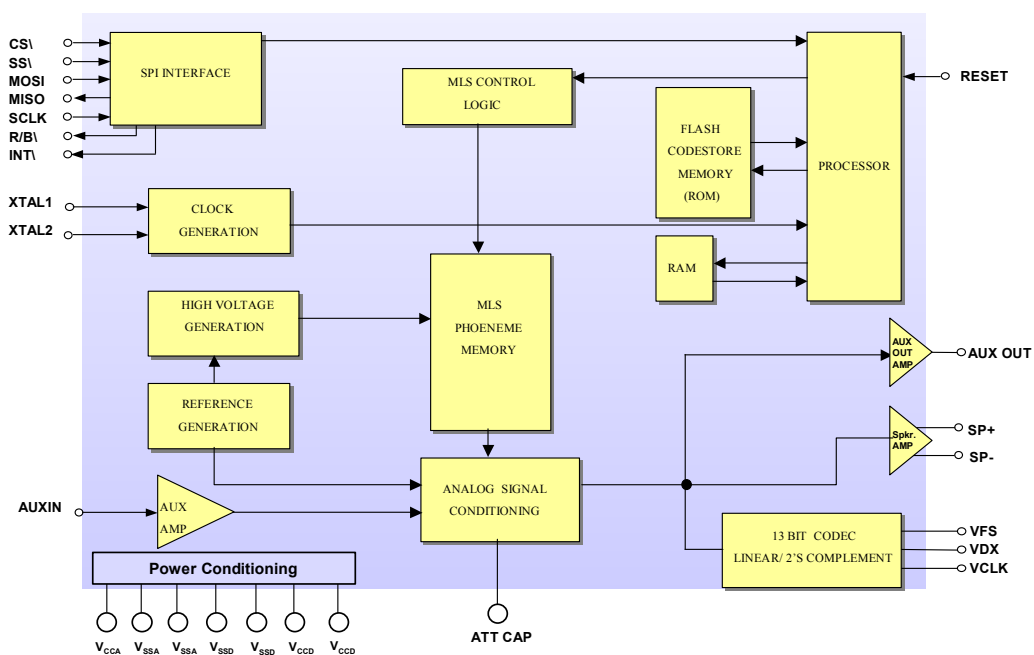 CS\
SS\
MOSI
MISO
SCLK
R/B\
INT\
SPI INTERFACE
MLS CONTROL
LOGIC
FLASH
CODESTORE
MEMORY
(ROM)
PROCESSOR
RESET
XTAL1
XTAL2
CLOCK
GENERATION
RAM
HIGH VOLTAGE
GENERATION
MLS
PHOENEME
MEMORY
REFERENCE
GENERATION
AUX
OUT
AMP
AUX OUT
Spkr.
AMP
SP+
SP-
AUXIN
AUX
AMP
ANALOG SIGNAL
CONDITIONING
13 BIT CODEC
LINEAR/ 2'S COMPLEMENT
VFS
VDX
VCLK
Power Conditioning
VCCA VSSA VSSA VSSD VSSD VCCD VCCD
ATT CAP